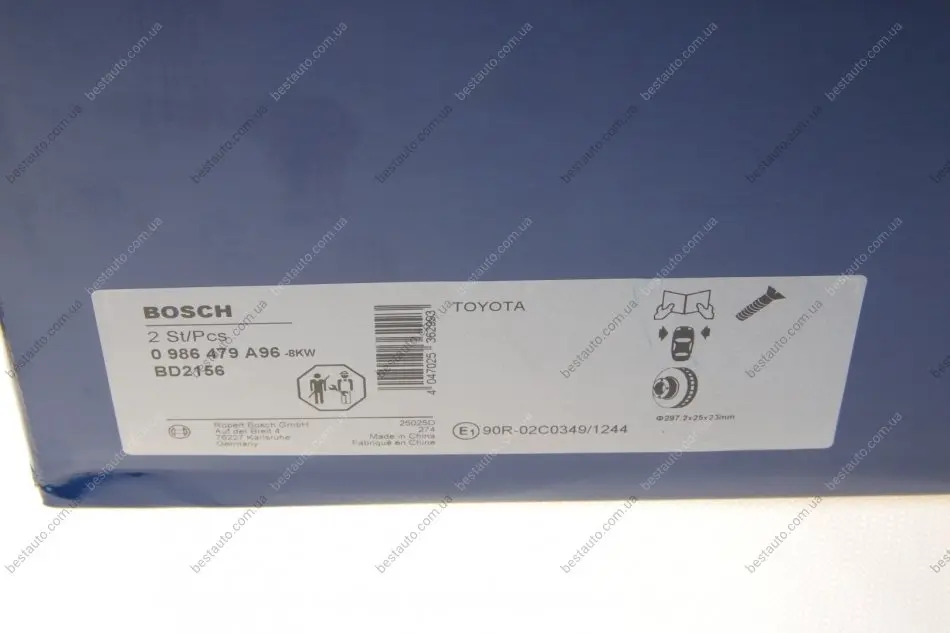 BOSCH
2 St/Pcs
0 986 479 A96 -8KW
BD2156
Robert Bosch GmbH
Auf der Breit 4
76227 Karlsruhe
Germany
25025D
274
Made in China
Fabriqué en Chine
4 047025 362993
TOYOTA
E1 90R-02C0349/1244
Φ297.2x25x23mm
bestauto.com.ua